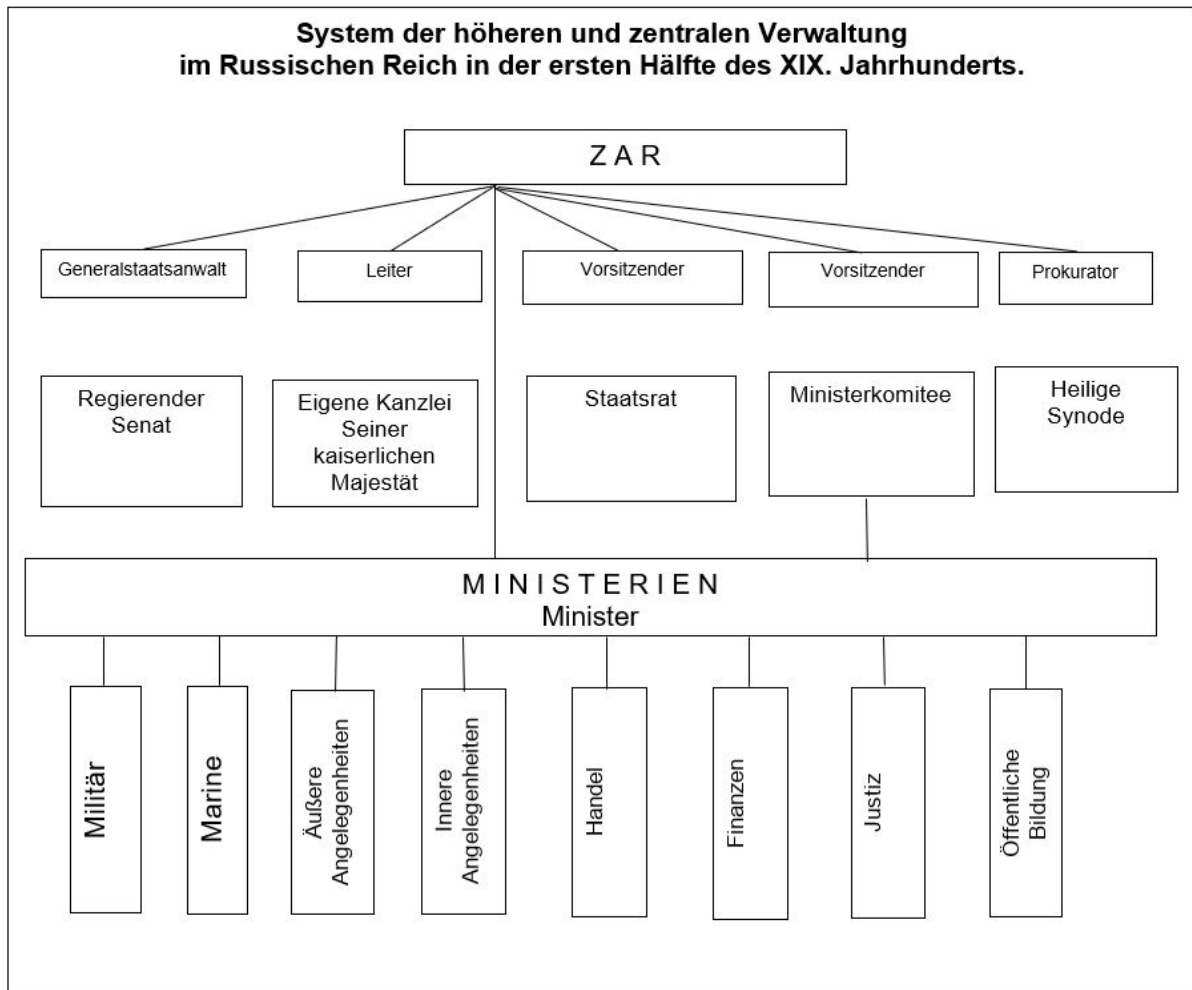 System der höheren und zentralen Verwaltung
im Russischen Reich in der ersten Hälfte des XIX. Jahrhunderts.
Z A R
Generalstaatsanwalt
Leiter
Vorsitzender
Vorsitzender
Prokurator
Regierender
Senat
Eigene Kanzlei
Seiner
kaiserlichen
Majestät
Staatsrat
Ministerkomitee
Heilige
Synode
M I N I S T E R I E N
Minister
Militär
Marine
Äußere
Angelegenheiten
Innere
Angelegenheiten
Handel
Finanzen
Justiz
Öffentliche
Bildung